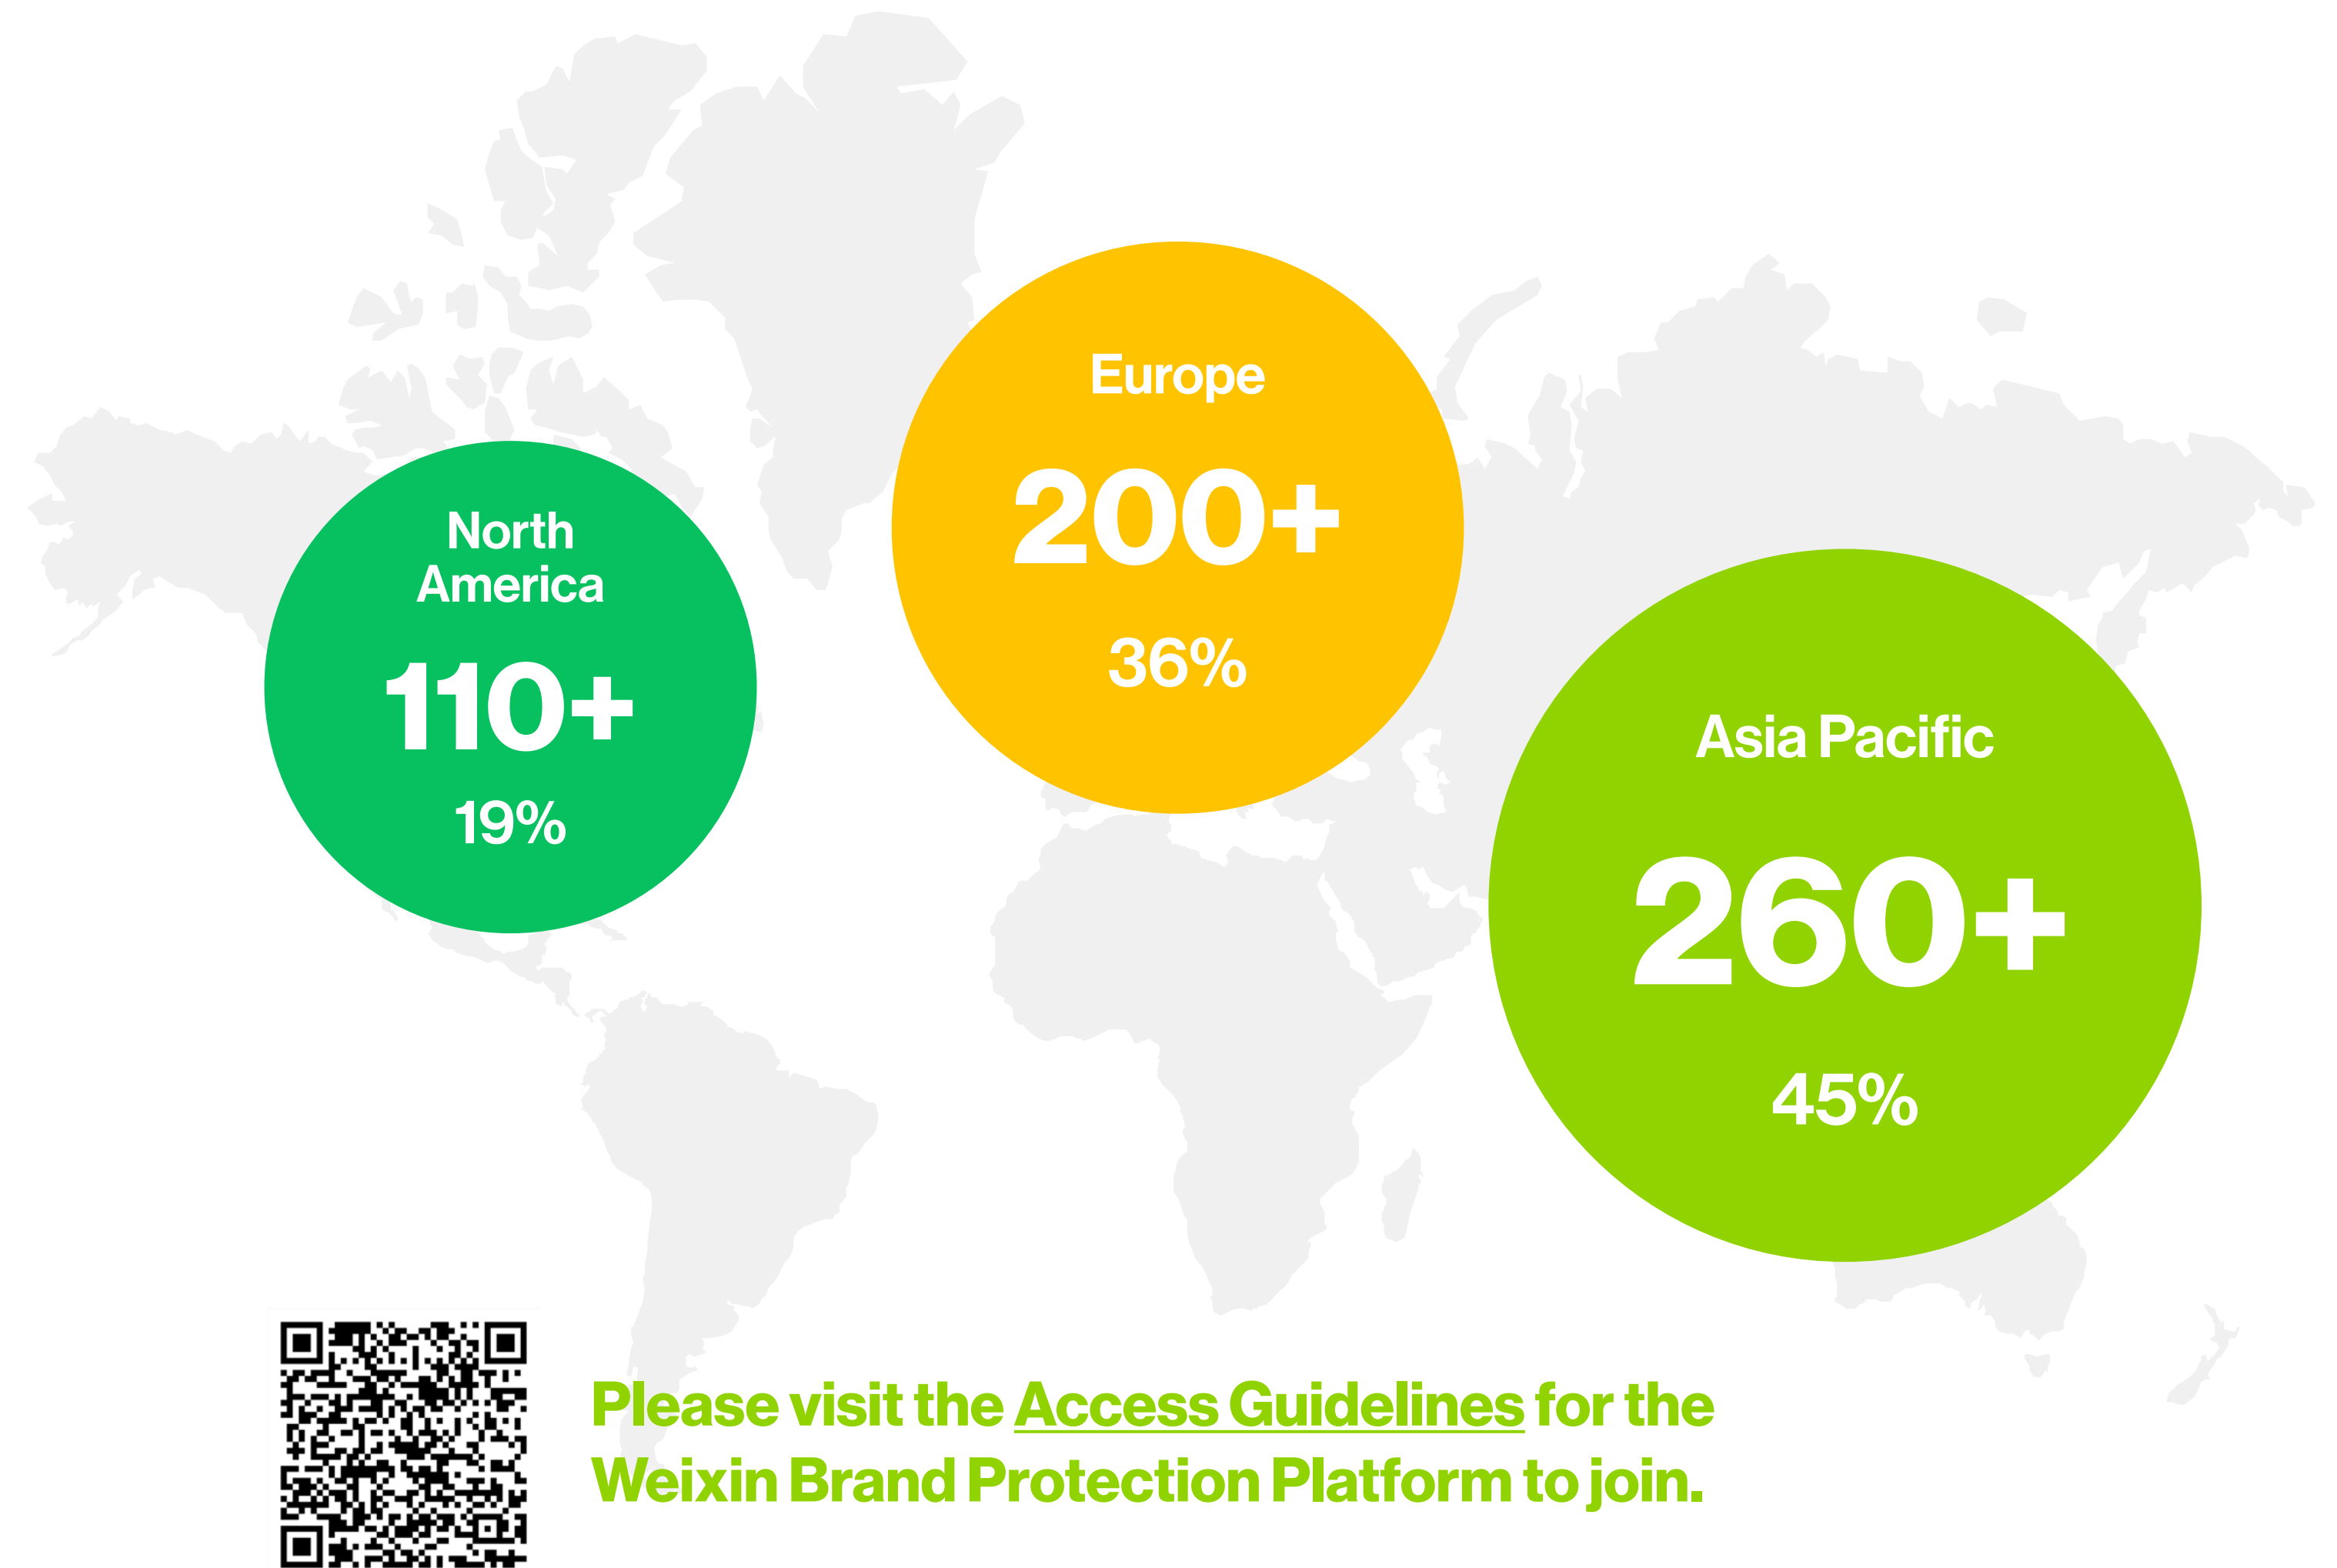 Europe
200+
36%
North
America
110+
19%
Asia Pacific
260+
45%
Please visit the Access Guidelines for the
Weixin Brand Protection Platform to join.